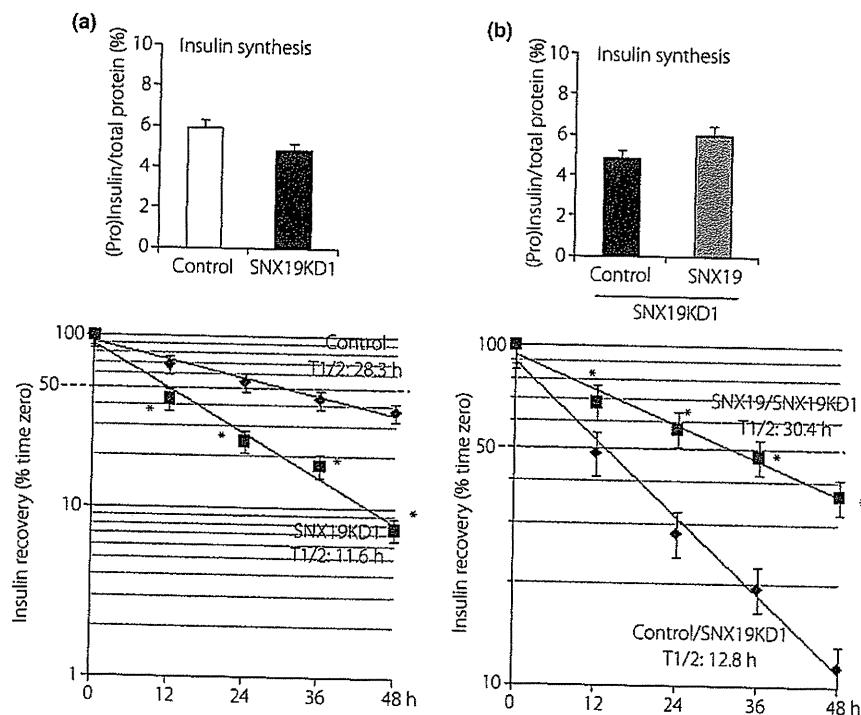 (a)
Insulin synthesis
(Pro)Insulin/total protein (%)
10
8
6
4
2
0
Control
SNX19KD1
(b)
Insulin synthesis
(Pro)Insulin/total protein (%)
10
8
6
4
2
0
Control
SNX19
SNX19KD1
Insulin recovery (% time zero)
100
50
10
1
Control
T1/2: 28.3 h
*
*
*
*
SNX19KD1
T1/2: 11.6 h
0
12
24
36
48 h
Insulin recovery (% time zero)
100
50
10
*
*
*
*
SNX19/SNX19KD1
T1/2: 30.4 h
Control/SNX19KD1
T1/2: 12.8 h
0
12
24
36
48 h